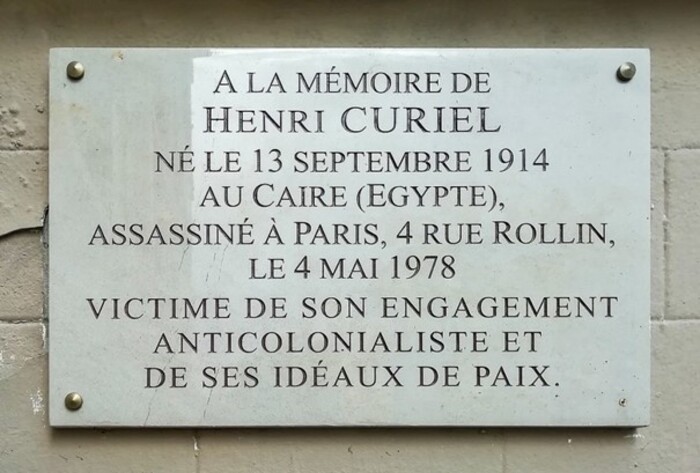 A LA MÉMOIRE DE
HENRI CURIEL
NÉ LE 13 SEPTEMBRE 1914
AU CAIRE (EGYPTE),
ASSASSINÉ À PARIS, 4 RUE ROLLIN,
LE 4 MAI 1978
VICTIME DE SON ENGAGEMENT
ANTICOLONIALISTE ET
DE SES IDÉAUX DE PAIX.